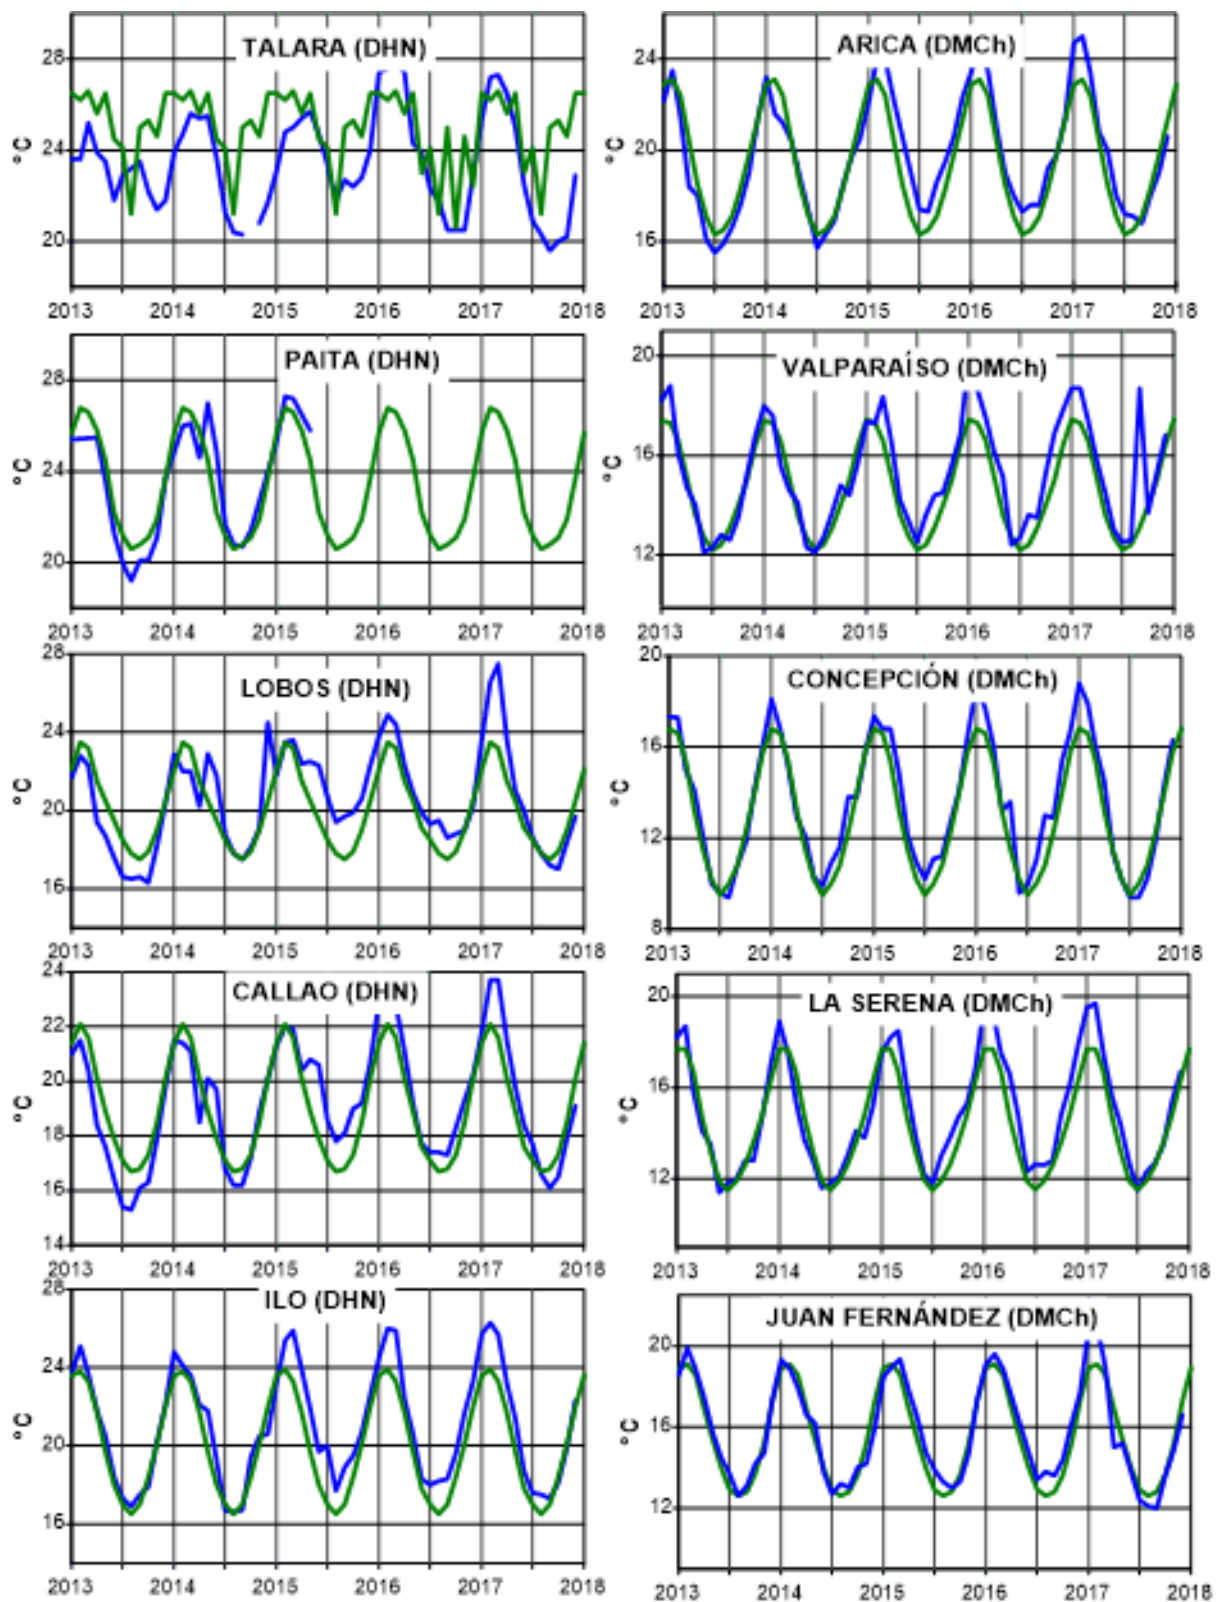 TALARA (DHN)
°C
28
24
20
2013 2014 2015 2016 2017 2018
ARICA (DMCh)
°C
24
20
16
2013 2014 2015 2016 2017 2018
PAITA (DHN)
°C
28
24
20
2013 2014 2015 2016 2017 2018
VALPARAÍSO (DMCh)
°C
20
16
12
2013 2014 2015 2016 2017 2018
LOBOS (DHN)
°C
28
24
20
16
2013 2014 2015 2016 2017 2018
CONCEPCIÓN (DMCh)
°C
20
16
12
8
2013 2014 2015 2016 2017 2018
CALLAO (DHN)
°C
24
22
20
18
16
14
2013 2014 2015 2016 2017 2018
LA SERENA (DMCh)
°C
20
16
12
2013 2014 2015 2016 2017 2018
ILO (DHN)
°C
28
24
20
16
2013 2014 2015 2016 2017 2018
JUAN FERNÁNDEZ (DMCh)
°C
20
16
12
2013 2014 2015 2016 2017 2018